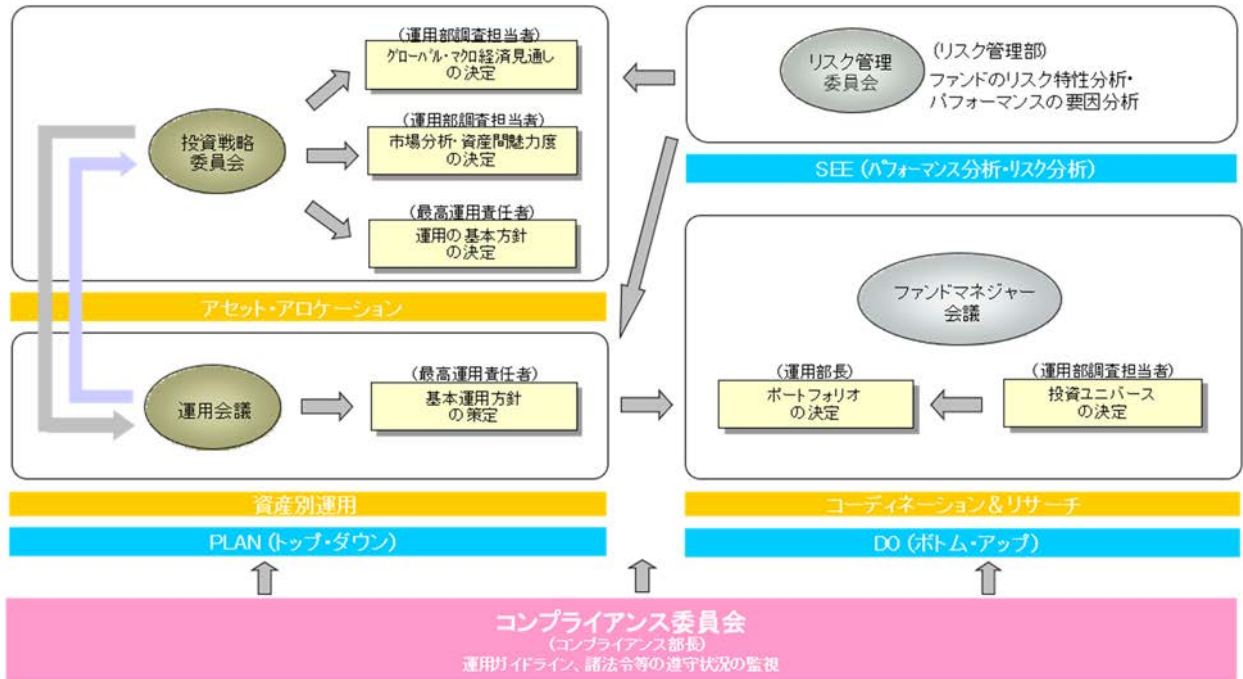 (運用部調査担当者)
ｸﾞﾛｰﾊﾞﾙ・ﾏｸﾛ経済見通し
の決定
投資戦略
委員会
(運用部調査担当者)
市場分析・資産間魅力度
の決定
(最高運用責任者)
運用の基本方針
の決定
アセット・アロケーション
リスク管理
委員会
(リスク管理部)
ファンドのリスク特性分析・
パフォーマンスの要因分析
SEE (ﾊﾟﾌｫｰﾏﾝｽ分析・ﾘｽｸ分析)
運用会議
(最高運用責任者)
基本運用方針
の策定
資産別運用
PLAN (トップ・ダウン)
ファンドマネジャー
会議
(運用部長)
ポートフォリオ
の決定
(運用部調査担当者)
投資ユニバース
の決定
コーディネーション＆リサーチ
DO (ボトム・アップ)
コンプライアンス委員会
(コンプライアンス部長)
運用ガイドライン、諸法令等の遵守状況の監視